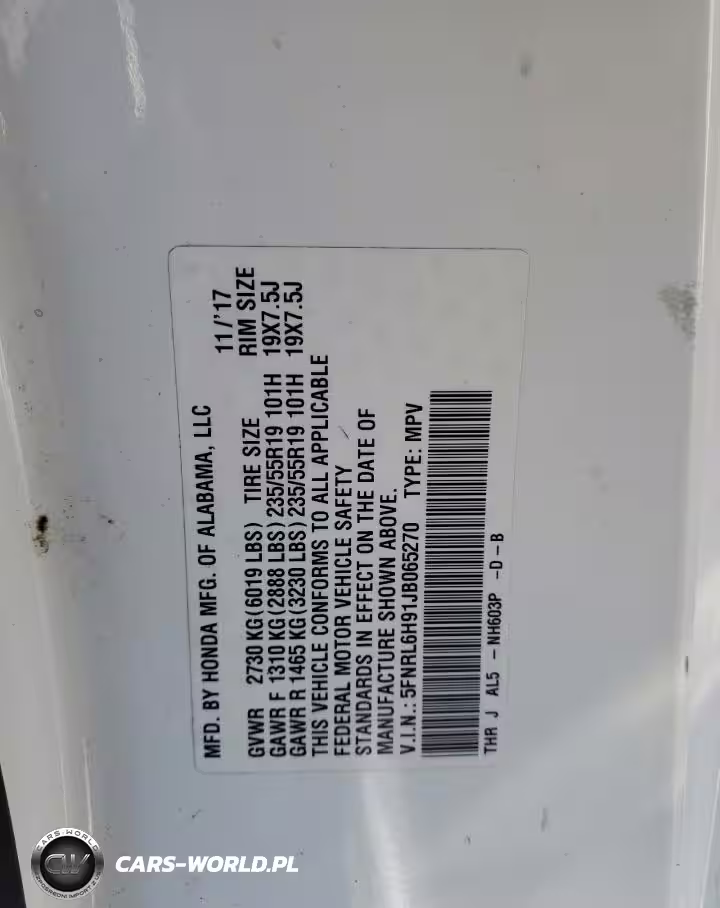 MFD. BY HONDA MFG. OF ALABAMA, LLC 11/'17
GVWR 2730 KG(6019 LBS) TIRE SIZE RIM SIZE
GAWR F 1310 KG(2888 LBS) 235/55R19 101H 19X7.5J
GAWR R 1465 KG(3230 LBS) 235/55R19 101H 19X7.5J
THIS VEHICLE CONFORMS TO ALL APPLICABLE
FEDERAL MOTOR VEHICLE SAFETY
STANDARDS IN EFFECT ON THE DATE OF
MANUFACTURE SHOWN ABOVE.
V.I.N.: 5FNRL6H91JB065270 TYPE: MPV
THR J AL5 - NH603P -D-B
CARS-WORLD
CW
CARS-WORLD.PL